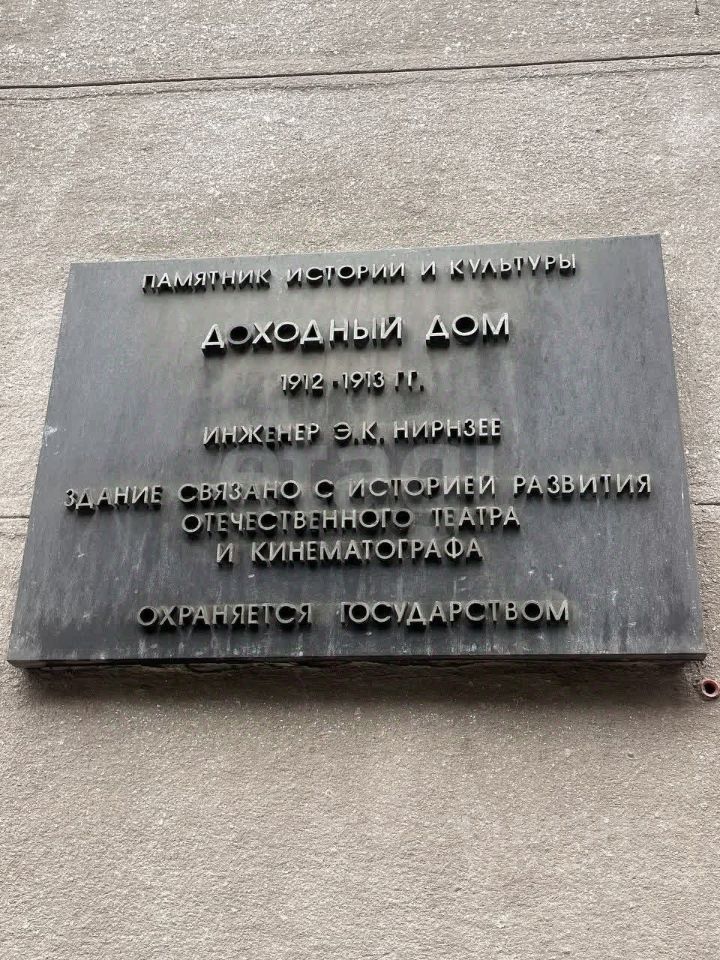 ПАМЯТНИК ИСТОРИИ И КУЛЬТУРЫ
ДОХОДНЫЙ ДОМ
1912 - 1913 ГГ.
ИНЖЕНЕР Э.К. НИРНЗЕЕ
ЗДАНИЕ СВЯЗАНО С ИСТОРИЕЙ РАЗВИТИЯ
ОТЕЧЕСТВЕННОГО ТЕАТРА
И КИНЕМАТОГРАФА
ОХРАНЯЕТСЯ ГОСУДАРСТВОМ